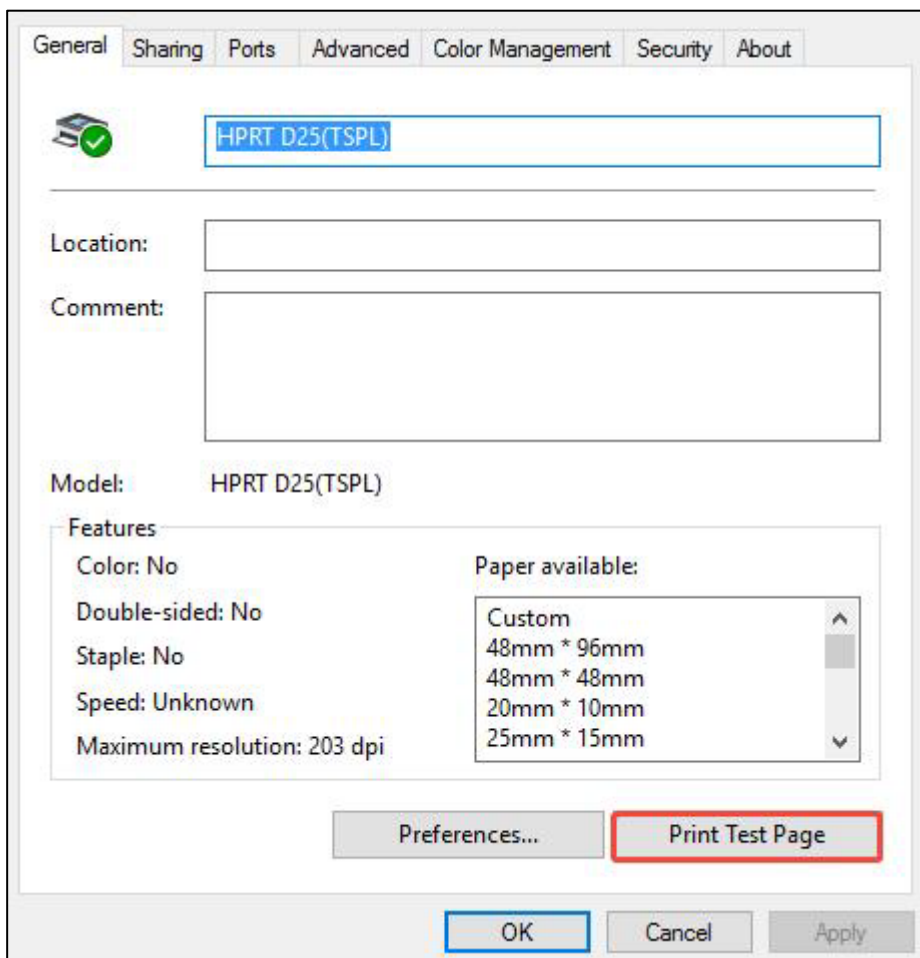 General Sharing Ports Advanced Color Management Security About
HPRT D25(TSPL)
Location:
Comment:
Model: HPRT D25(TSPL)
Features
Color: No
Double-sided: No
Staple: No
Speed: Unknown
Maximum resolution: 203 dpi
Paper available:
Custom
48mm * 96mm
48mm * 48mm
20mm * 10mm
25mm * 15mm
Preferences... Print Test Page
OK Cancel Apply